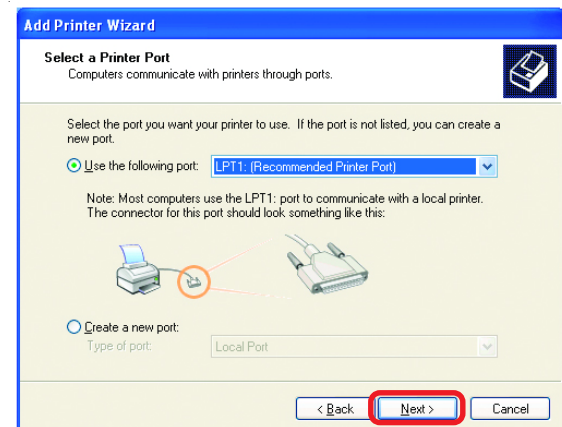 Add Printer Wizard
Select a Printer Port
Computers communicate with printers through ports.
Select the port you want your printer to use. If the port is not listed, you can create a
new port.
Use the following port: LPT1: (Recommended Printer Port)
Note: Most computers use the LPT1: port to communicate with a local printer.
The connector for this port should look something like this:
Create a new port:
Type of port: Local Port
< Back Next > Cancel